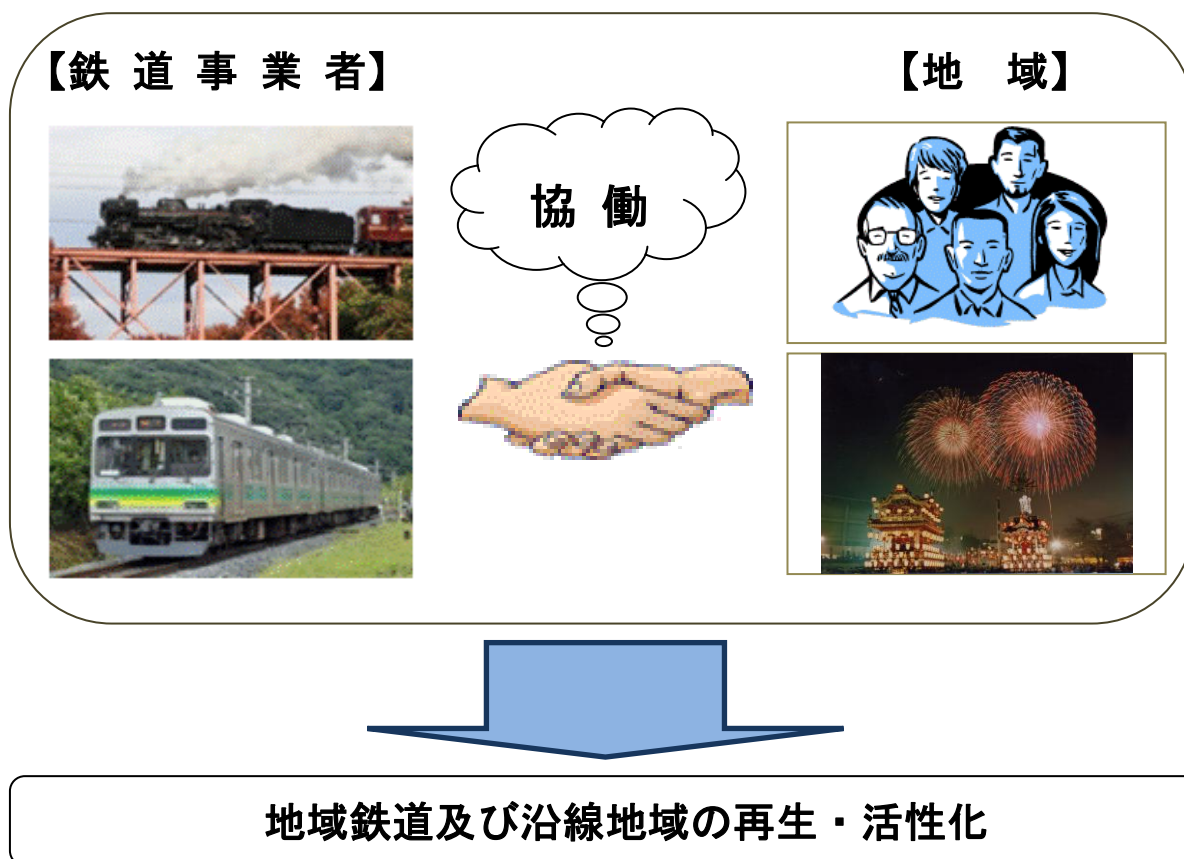 【鉄 道 事 業 者】
【地　域】
協 働
地域鉄道及び沿線地域の再生・活性化